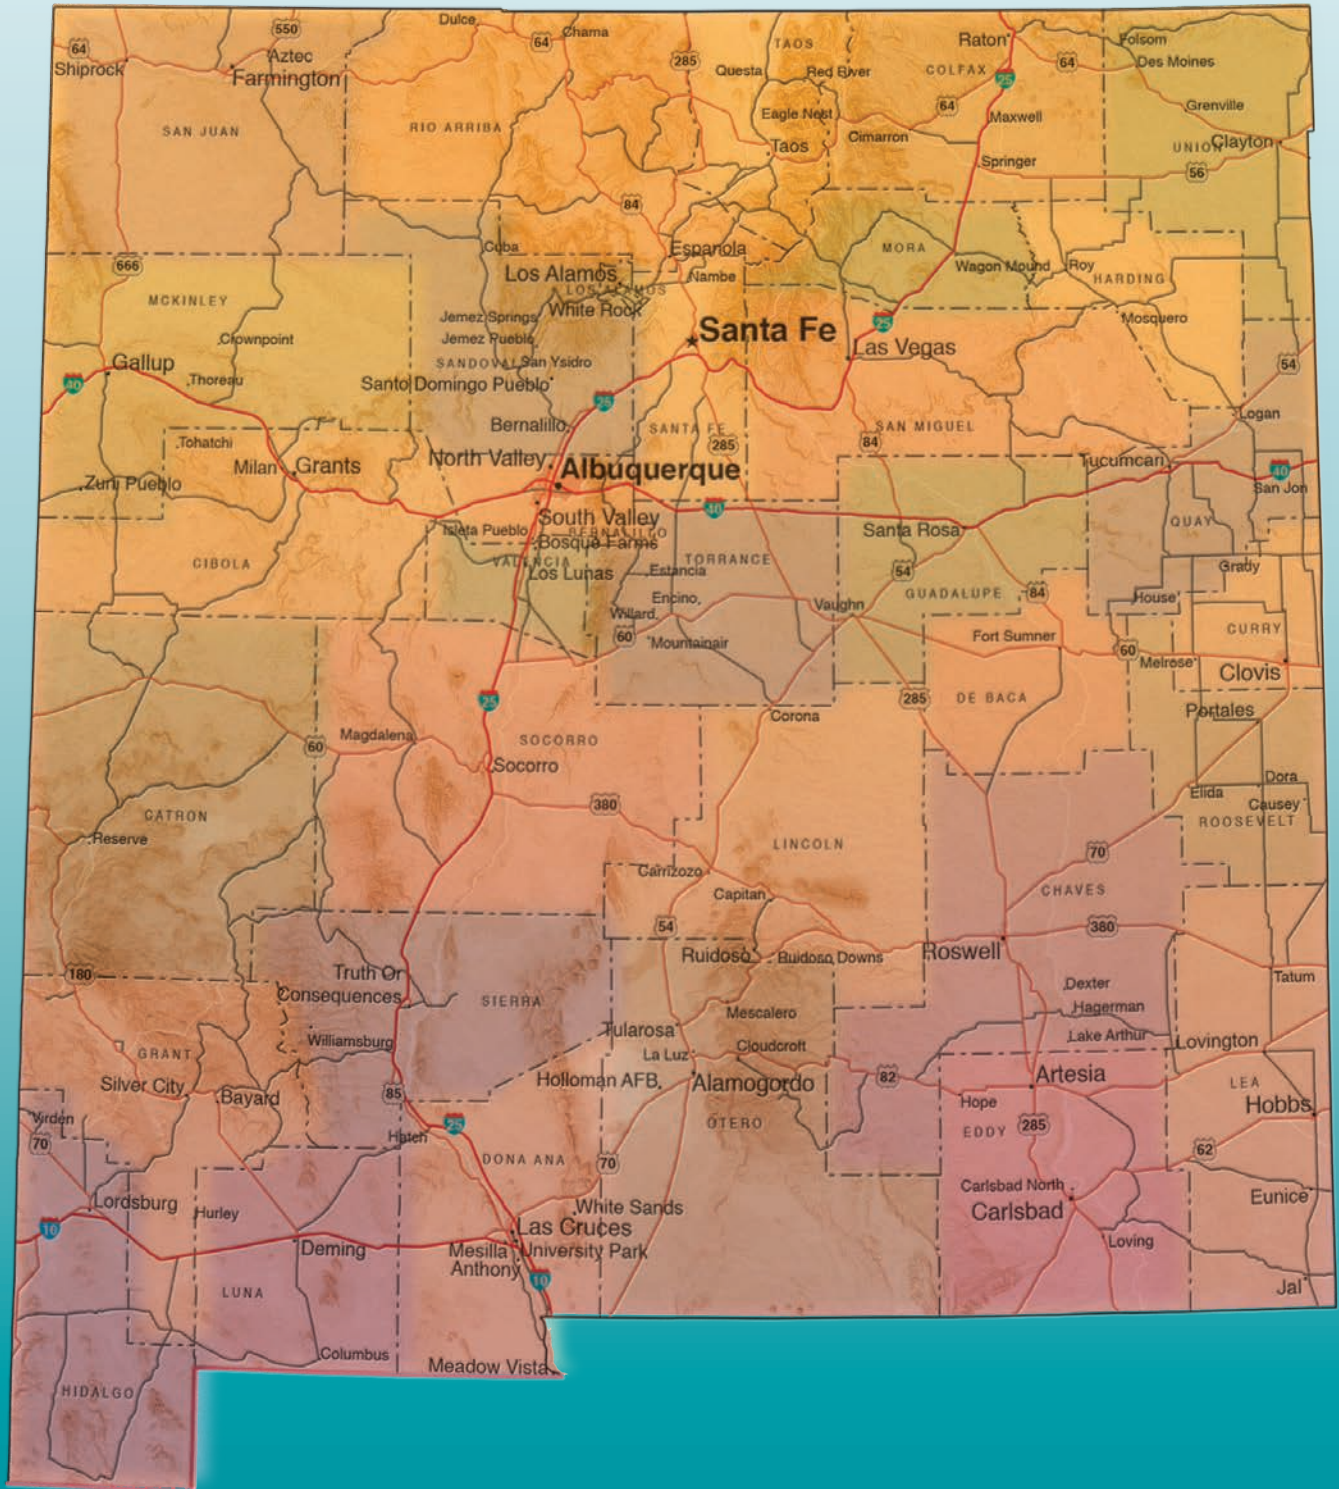 Dulce
Chama
550
64
64
Aztec
Shiprock
Farmington
285
TAOS
Raton
Folsom
64
Des Moines
Questa
Red River
COLFAX
25
Eagle Nest
64
Maxwell
Grenville
SAN JUAN
RIO ARRIBA
Cimarron
Taos
UNION
Clayton
Springer
56
84
Cuba
Espanola
MORA
Wagon Mound
Roy
HARDING
666
Los Alamos
LOS ALAMOS
Nambe
MCKINLEY
White Rock
Jemez Springs
Mosquero
Crownpoint
Jemez Pueblo
Santa Fe
25
Las Vegas
Gallup
SANDOVAL
San Ysidro
54
40
Thoreau
Santo Domingo Pueblo
25
Logan
Bernalillo
SANTA FE
285
84
SAN MIGUEL
Tohatchi
North Valley
Milan
Grants
Albuquerque
Tucumcari
40
Zuni Pueblo
San Jon
40
South Valley
Isleta Pueblo
BERNALILLO
Santa Rosa
QUAY
Bosque Farms
CIBOLA
VALENCIA
TORRANCE
Los Lunas
Estancia
54
Grady
Encino
Vaughn
GUADALUPE
84
House
Willard
60
Mountainair
Fort Sumner
60
CURRY
Melrose
Clovis
25
285
DE BACA
Portales
Corona
Magdalena
60
SOCORRO
Socorro
Dora
Elida
Causey
380
CATRON
ROOSEVELT
Reserve
LINCOLN
70
Carrizozo
Capitan
CHAVES
54
380
Ruidoso
Ruidoso Downs
Roswell
180
Truth Or
Consequences
SIERRA
Tatum
Dexter
Mescalero
Hagerman
Williamsburg
Tularosa
Lake Arthur
Lovington
La Luz
Cloudcroft
GRANT
Silver City
Bayard
Holloman AFB
Alamogordo
82
Artesia
LEA
85
Hope
Hobbs
Virden
25
OTERO
EDDY
285
70
Hatch
62
DONA ANA
70
Carlsbad North
Lordsburg
White Sands
Carlsbad
Eunice
Hurley
10
Las Cruces
Deming
Mesilla
University Park
Loving
Anthony
10
Jal
LUNA
Columbus
Meadow Vista
HIDALGO